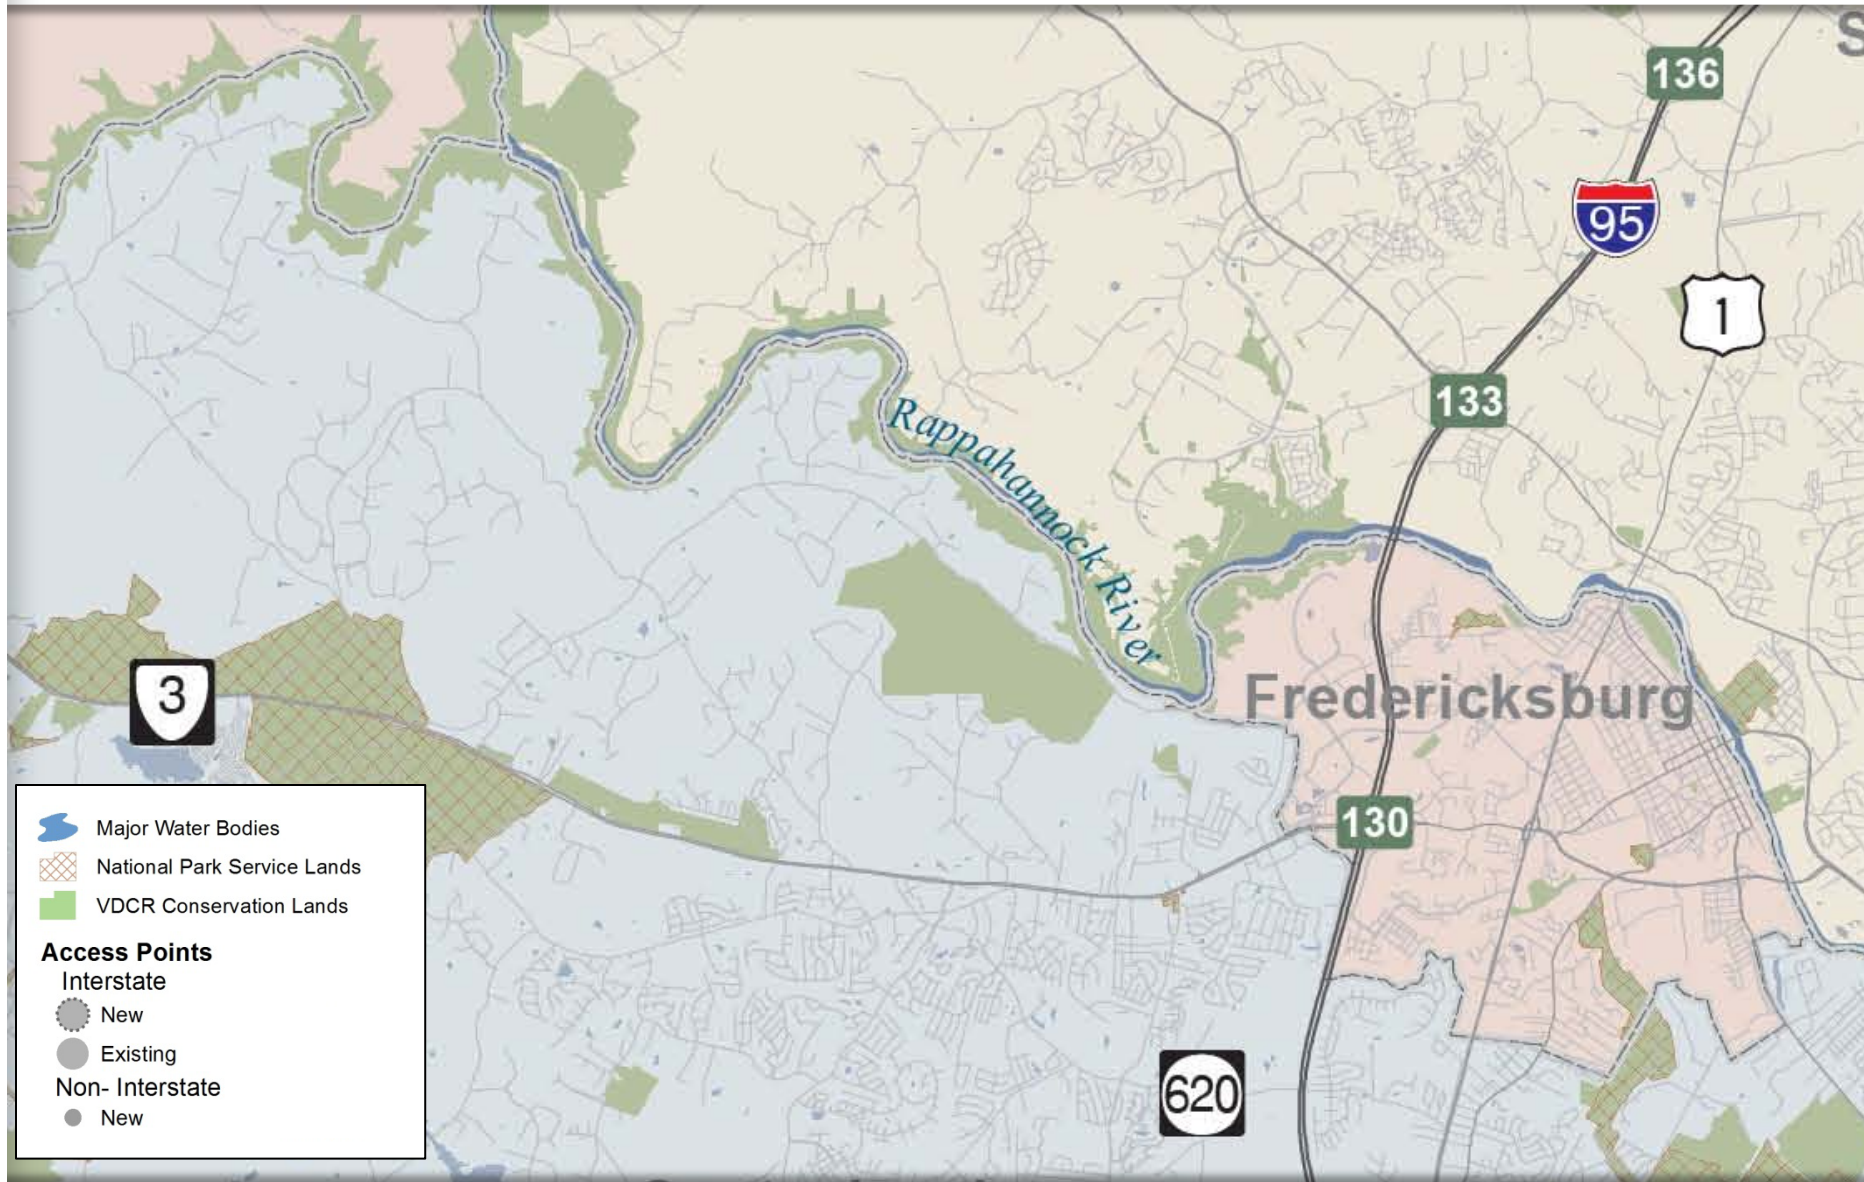 S
136
95
1
133
Rappahannock River
3
Fredericksburg
130
620
Major Water Bodies
National Park Service Lands
VDCR Conservation Lands
Access Points
Interstate
New
Existing
Non- Interstate
New